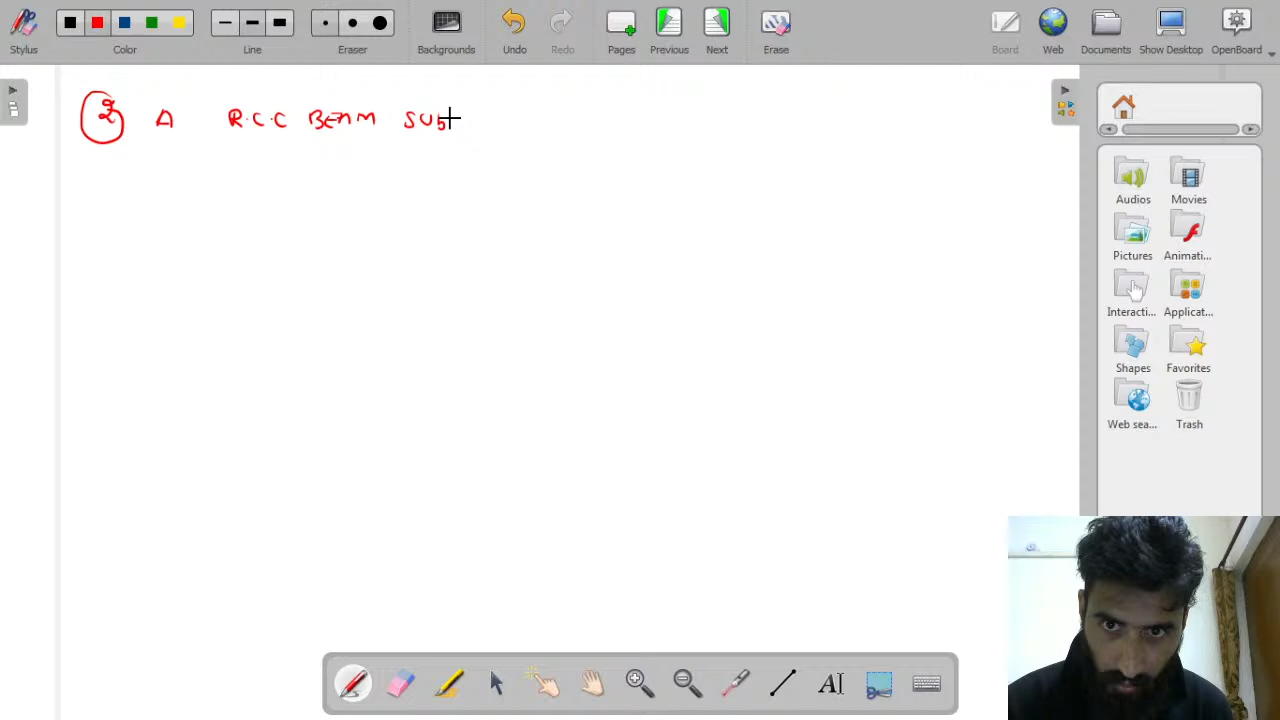 Stylus
Color
Line
Eraser
Backgrounds
Undo
Redo
Pages
Previous
Next
Erase
Board
Web
Documents
Show Desktop
OpenBoard
2 A R.C.C BEAM SUB
Audios
Movies
Pictures
Animati...
Interacti...
Applicat...
Shapes
Favorites
Web sea...
Trash